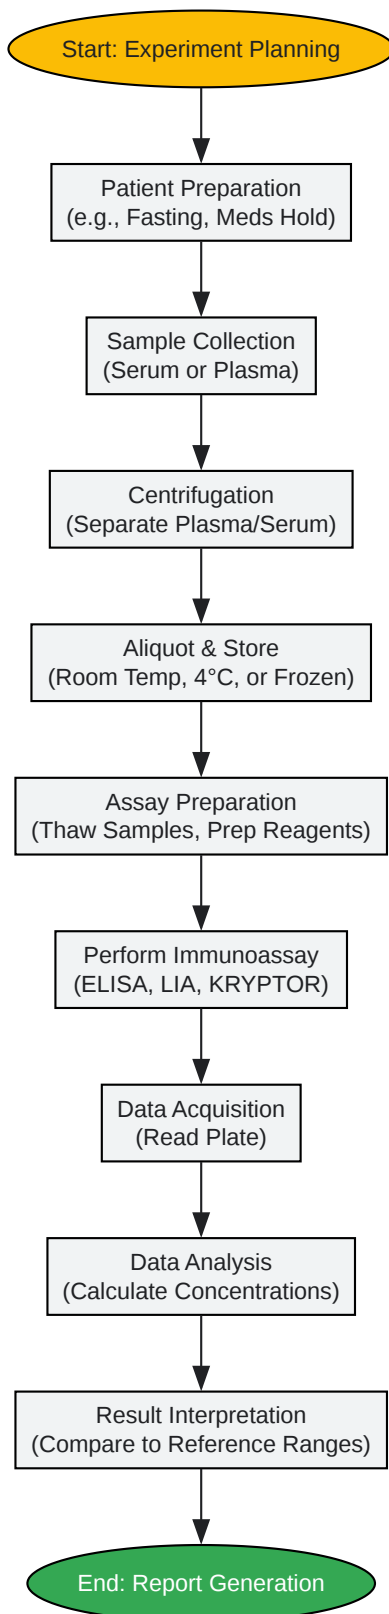 Start: Experiment Planning
Patient Preparation
(e.g., Fasting, Meds Hold)
Sample Collection
(Serum or Plasma)
Centrifugation
(Separate Plasma/Serum)
Aliquot & Store
(Room Temp, 4°C, or Frozen)
Assay Preparation
(Thaw Samples, Prep Reagents)
Perform Immunoassay
(ELISA, LIA, KRYPTOR)
Data Acquisition
(Read Plate)
Data Analysis
(Calculate Concentrations)
Result Interpretation
(Compare to Reference Ranges)
End: Report Generation